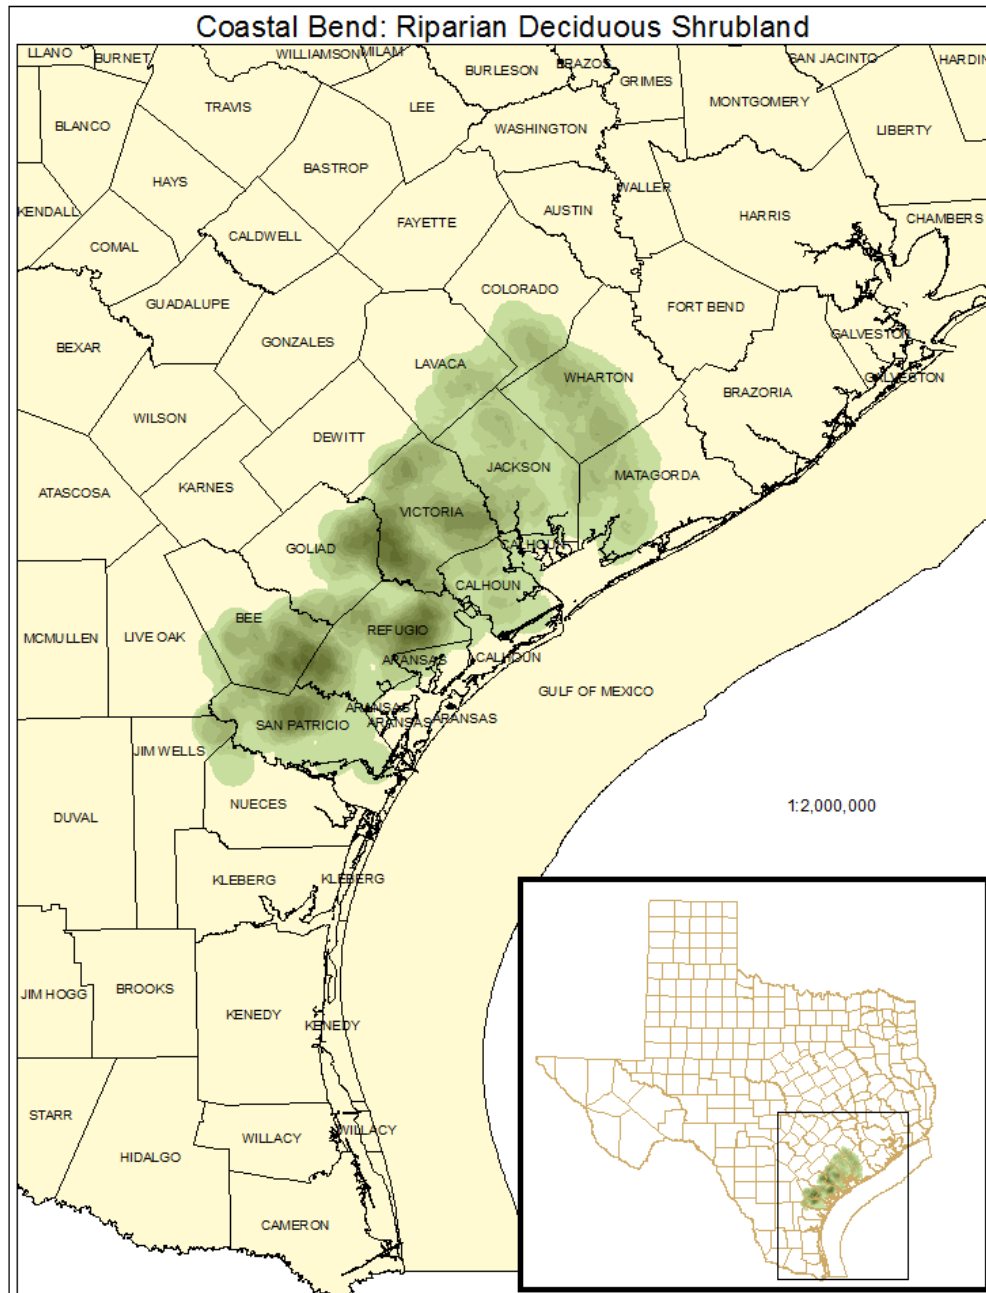 Coastal Bend: Riparian Deciduous Shrubland
LLANO
BURNET
WILLIAMSON
MILAM
BURLESON
BRAZOS
GRIMES
SAN JACINTO
HARDIN
BLANCO
TRAVIS
LEE
WASHINGTON
MONTGOMERY
LIBERTY
HAYS
BASTROP
WALLER
KENDALL
COMAL
CALDWELL
FAYETTE
AUSTIN
HARRIS
CHAMBERS
GUADALUPE
COLORADO
FORT BEND
BEXAR
GONZALES
LAVACA
WHARTON
GALVESTON
GALVESTON
WILSON
BRAZORIA
DEWITT
JACKSON
MATAGORDA
ATASCOSA
KARNES
VICTORIA
GOLIAD
CALHOUN
CALHOUN
BEE
REFUGIO
MCMULLEN
LIVE OAK
ARANSAS
CALHOUN
GULF OF MEXICO
SAN PATRICIO
ARANSAS
ARANSAS
ARANSAS
JIM WELLS
DUVAL
NUECES
1:2,000,000
KLEBERG
KLEBERG
JIM HOGG
BROOKS
KENEDY
KENEDY
STARR
HIDALGO
WILLACY
WILLACY
CAMERON